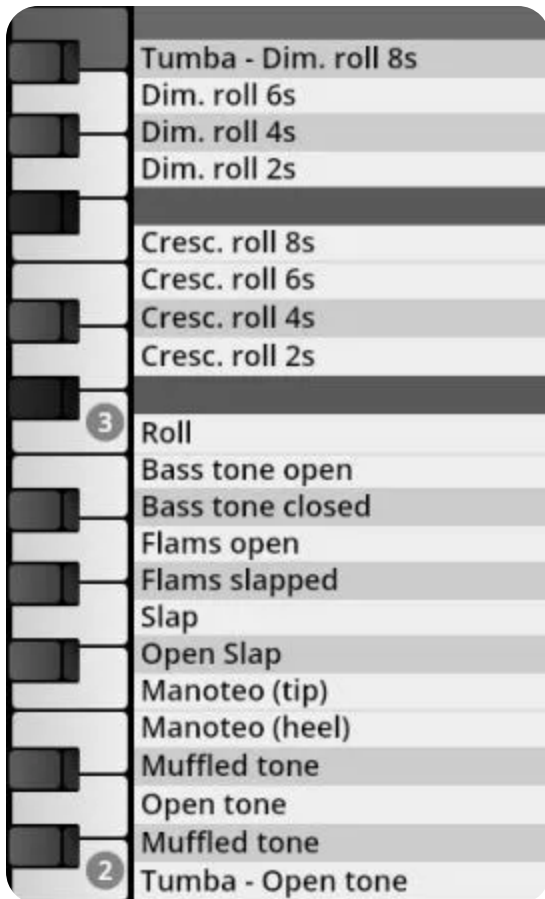 Tumba - Dim. roll 8s
Dim. roll 6s
Dim. roll 4s
Dim. roll 2s
Cresc. roll 8s
Cresc. roll 6s
Cresc. roll 4s
Cresc. roll 2s
3
Roll
Bass tone open
Bass tone closed
Flams open
Flams slapped
Slap
Open Slap
Manoteo (tip)
Manoteo (heel)
Muffled tone
Open tone
Muffled tone
2
Tumba - Open tone